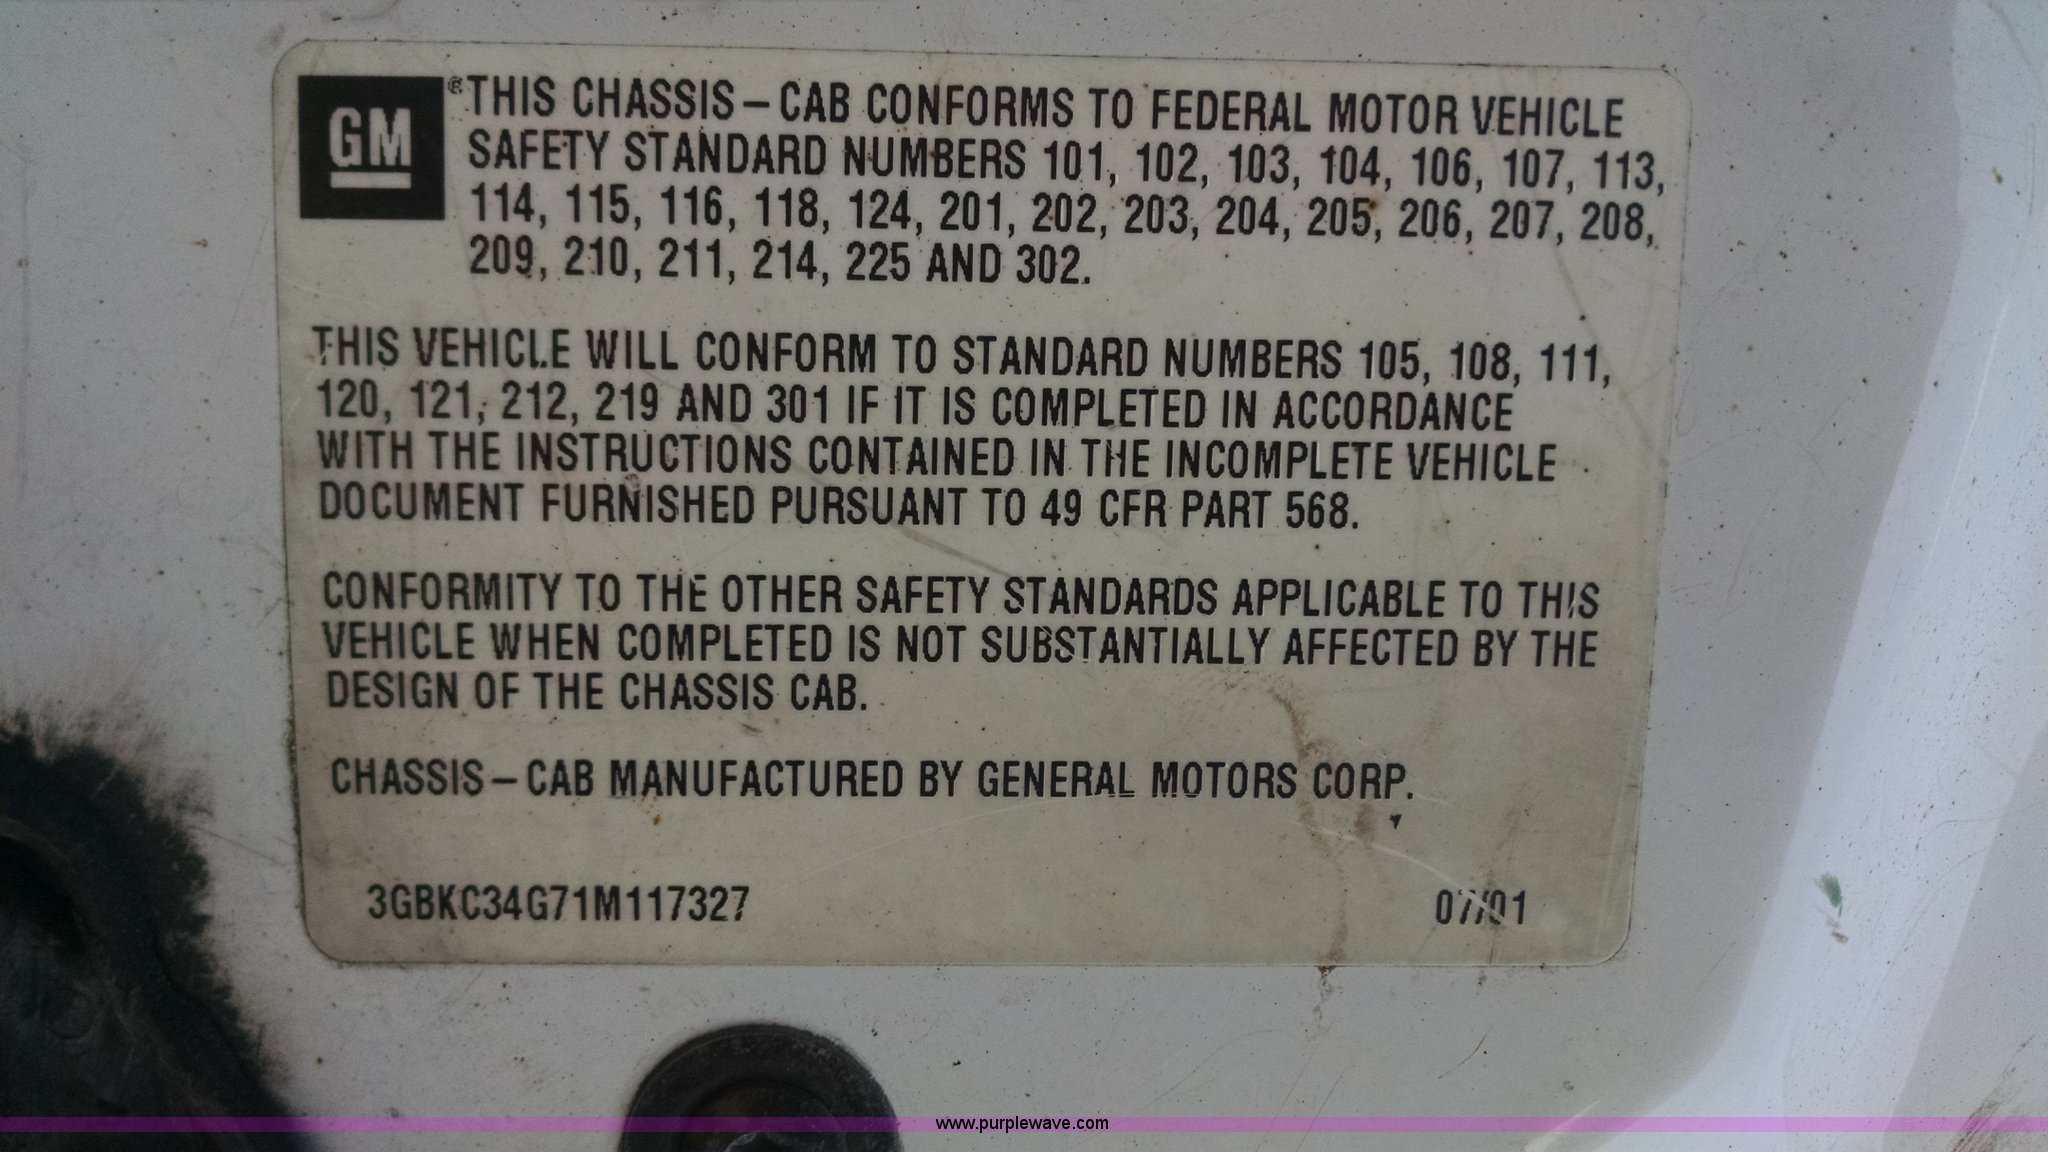 GM
®THIS CHASSIS – CAB CONFORMS TO FEDERAL MOTOR VEHICLE
SAFETY STANDARD NUMBERS 101, 102, 103, 104, 106, 107, 113,
114, 115, 116, 118, 124, 201, 202, 203, 204, 205, 206, 207, 208,
209, 210, 211, 214, 225 AND 302.
THIS VEHICLE WILL CONFORM TO STANDARD NUMBERS 105, 108, 111,
120, 121, 212, 219 AND 301 IF IT IS COMPLETED IN ACCORDANCE
WITH THE INSTRUCTIONS CONTAINED IN THE INCOMPLETE VEHICLE
DOCUMENT FURNISHED PURSUANT TO 49 CFR PART 568.
CONFORMITY TO THE OTHER SAFETY STANDARDS APPLICABLE TO THIS
VEHICLE WHEN COMPLETED IS NOT SUBSTANTIALLY AFFECTED BY THE
DESIGN OF THE CHASSIS CAB.
CHASSIS – CAB MANUFACTURED BY GENERAL MOTORS CORP.
3GBKC34G71M117327 07/01
www.purplewave.com